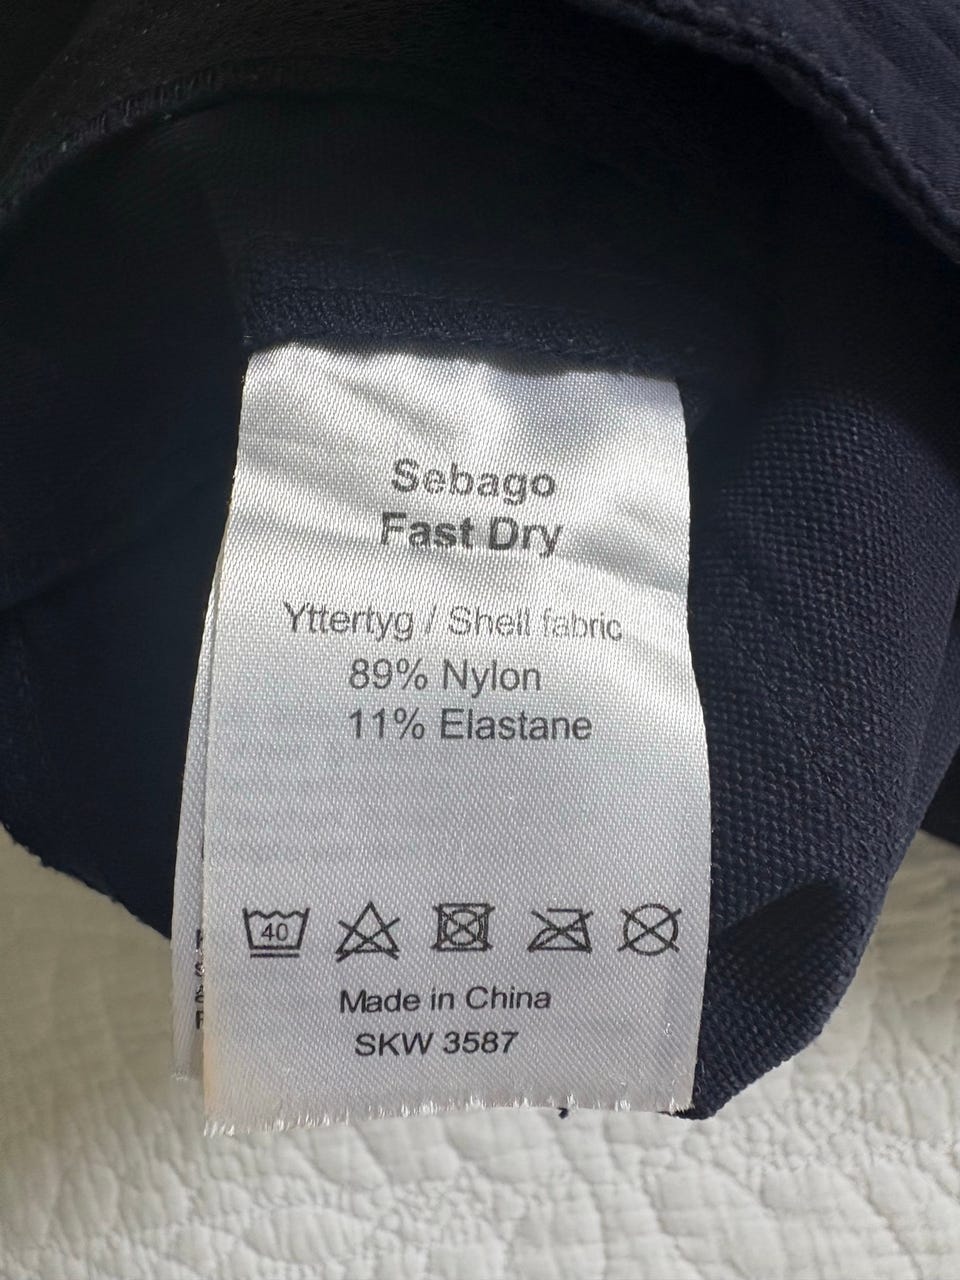 Sebago
Fast Dry
Yttertyg / Shell fabric
89% Nylon
11% Elastane
40
Made in China
SKW 3587